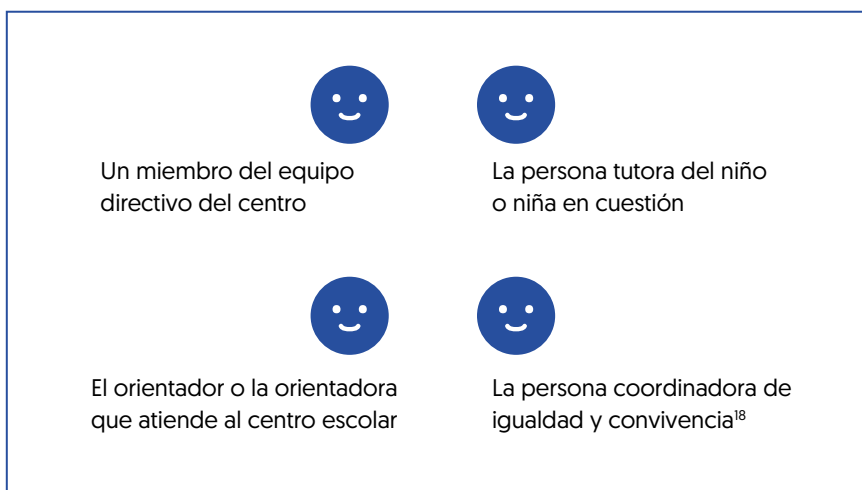 Un miembro del equipo
directivo del centro
La persona tutora del niño
o niña en cuestión
El orientador o la orientadora
que atiende al centro escolar
La persona coordinadora de
igualdad y convivencia¹⁸